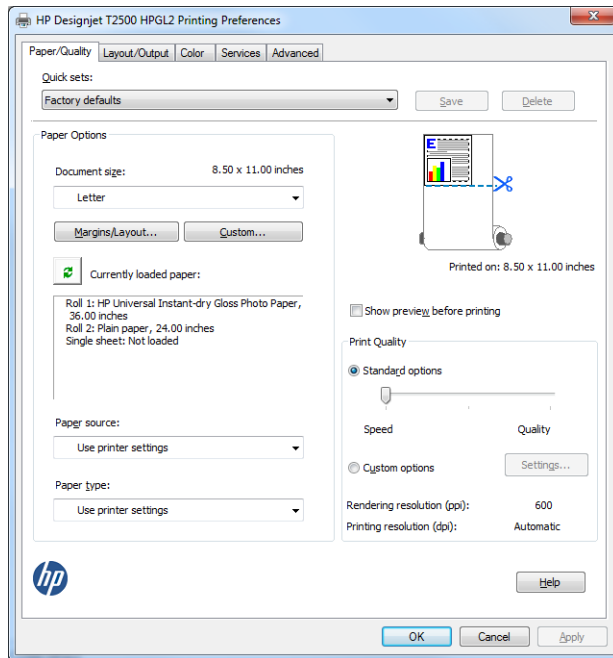 HP Designjet T2500 HPGL2 Printing Preferences
Paper/Quality Layout/Output Color Services Advanced
Quick sets:
Factory defaults
Save Delete
Paper Options
Document size: 8.50 x 11.00 inches
Letter
Margins/Layout... Custom...
Currently loaded paper:
Roll 1: HP Universal Instant-dry Gloss Photo Paper,
36.00 inches
Roll 2: Plain paper, 24.00 inches
Single sheet: Not loaded
Paper source:
Use printer settings
Paper type:
Use printer settings
E
Printed on: 8.50 x 11.00 inches
Show preview before printing
Print Quality
Standard options
Speed Quality
Custom options Settings...
Rendering resolution (ppi): 600
Printing resolution (dpi): Automatic
hp
Help
OK Cancel Apply